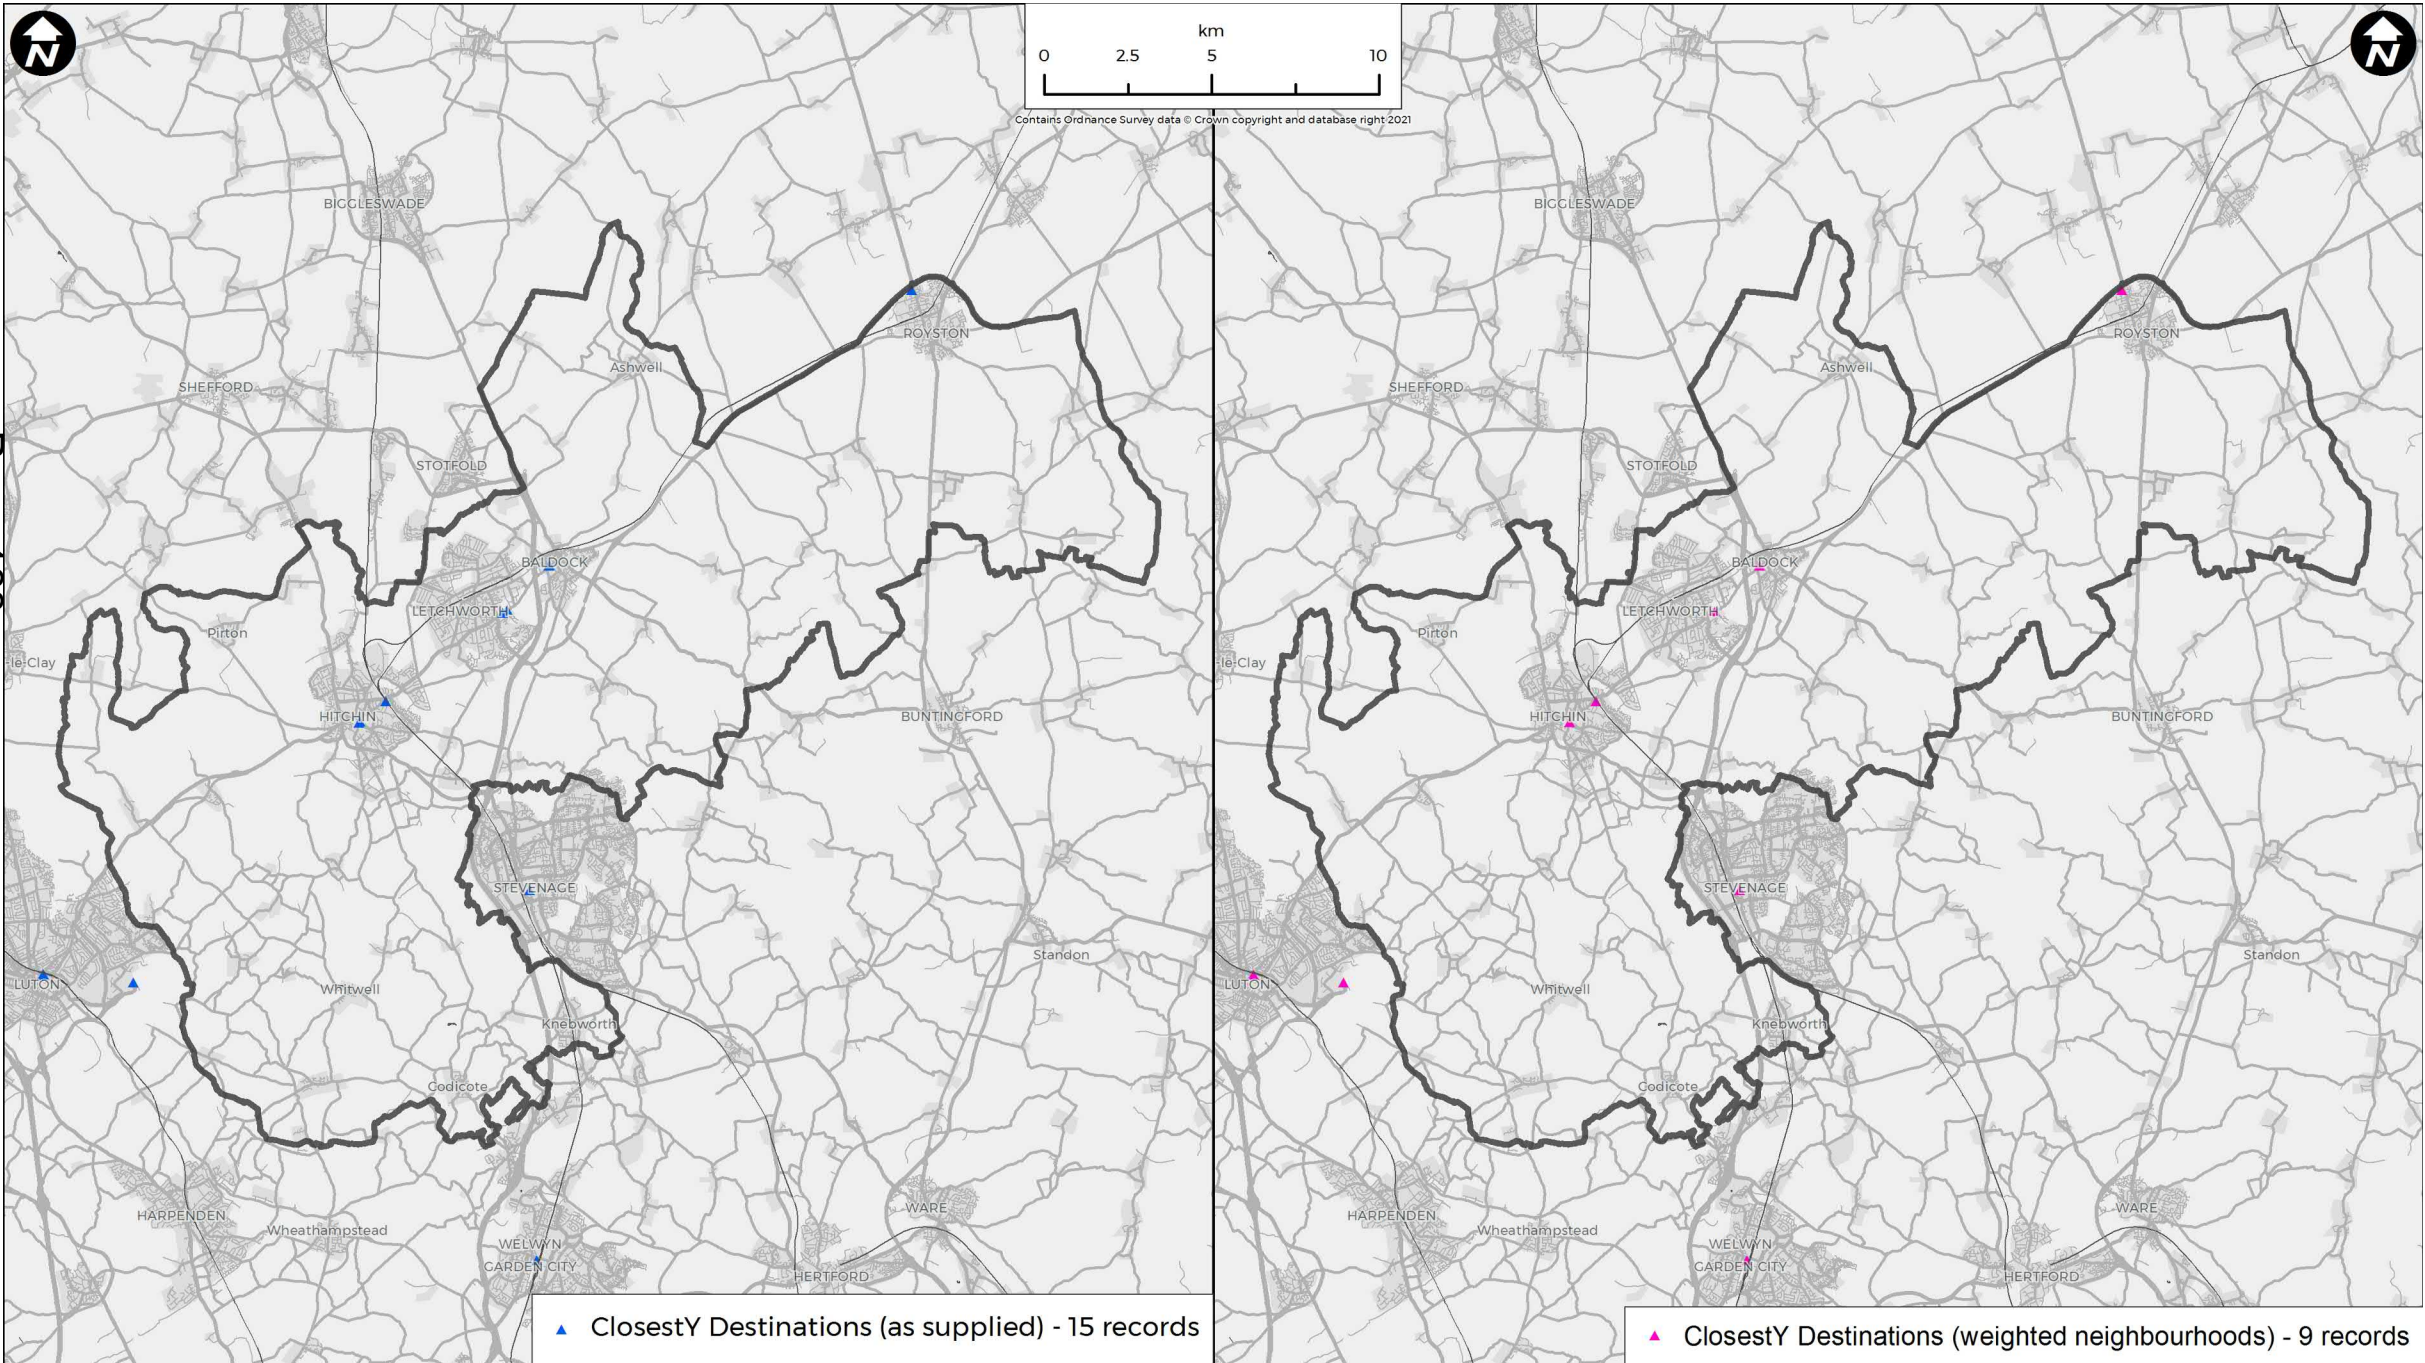 N
N
km
0 2.5 5 10
Contains Ordnance Survey data © Crown copyright and database right 2021
BIGGLESWADE
ROYSTON
Ashwell
SHEFFORD
STOTFOLD
BALDOCK
LETCHWORTH
Pirton
-le-Clay
HITCHIN
BUNTINGFORD
STEVENAGE
Standon
LUTON
Whitwell
Knebworth
Codicote
WARE
HARPENDEN
Wheathampstead
WELWYN
GARDEN CITY
HERTFORD
ClosestY Destinations (as supplied) - 15 records
BIGGLESWADE
ROYSTON
Ashwell
SHEFFORD
STOTFOLD
BALDOCK
LETCHWORTH
Pirton
-le-Clay
HITCHIN
BUNTINGFORD
STEVENAGE
Standon
LUTON
Whitwell
Knebworth
Codicote
WARE
HARPENDEN
Wheathampstead
WELWYN
GARDEN CITY
HERTFORD
ClosestY Destinations (weighted neighbourhoods) - 9 records